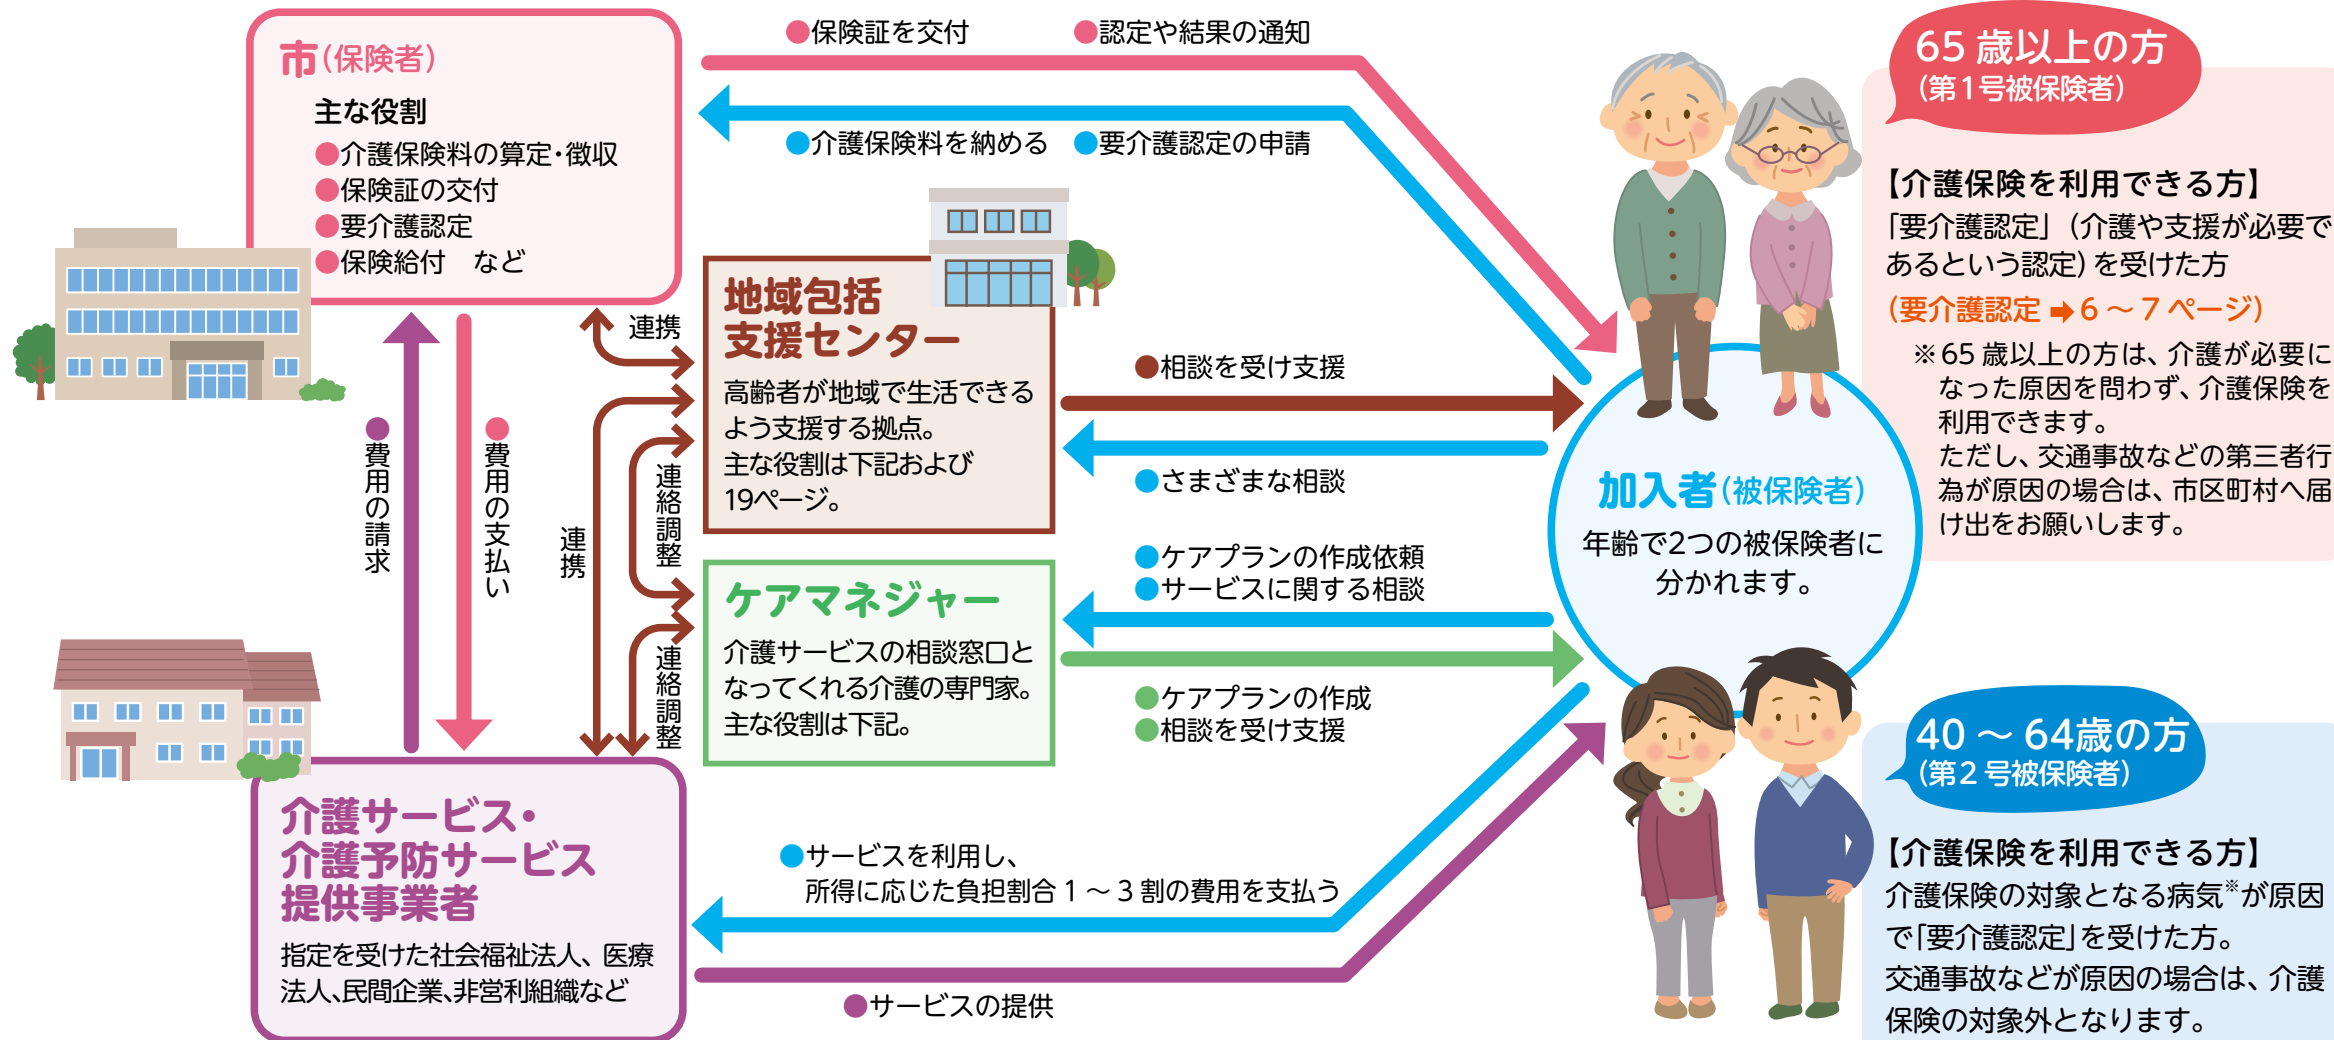 市(保険者)
主な役割
●介護保険料の算定・徴収
●保険証の交付
●要介護認定
●保険給付　など
●保険証を交付
●認定や結果の通知
●介護保険料を納める
●要介護認定の申請
連携
地域包括
支援センター
高齢者が地域で生活できる
よう支援する拠点。
主な役割は下記および
19ページ。
●相談を受け支援
●さまざまな相談
●費用の請求
●費用の支払い
連携
連絡調整
ケアマネジャー
介護サービスの相談窓口と
なってくれる介護の専門家。
主な役割は下記。
連絡調整
●ケアプランの作成依頼
●サービスに関する相談
●ケアプランの作成
●相談を受け支援
介護サービス・
介護予防サービス
提供事業者
指定を受けた社会福祉法人、医療
法人、民間企業、非営利組織など
●サービスを利用し、
所得に応じた負担割合1〜3割の費用を支払う
●サービスの提供
加入者(被保険者)
年齢で2つの被保険者に
分かれます。
65歳以上の方
(第1号被保険者)
【介護保険を利用できる方】
「要介護認定」(介護や支援が必要で
あるという認定)を受けた方
(要介護認定➡6〜7ページ)
※65歳以上の方は、介護が必要に
なった原因を問わず、介護保険を
利用できます。
ただし、交通事故などの第三者行
為が原因の場合は、市区町村へ届
け出をお願いします。
40〜64歳の方
(第2号被保険者)
【介護保険を利用できる方】
介護保険の対象となる病気※が原因
で「要介護認定」を受けた方。
交通事故などが原因の場合は、介護
保険の対象外となります。